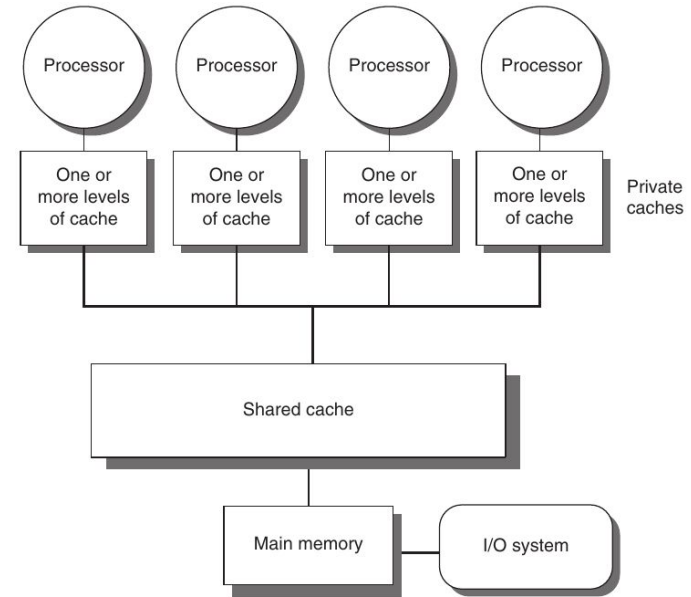 Processor
Processor
Processor
Processor
One or
more levels
of cache
One or
more levels
of cache
One or
more levels
of cache
One or
more levels
of cache
Private
caches
Shared cache
Main memory
I/O system